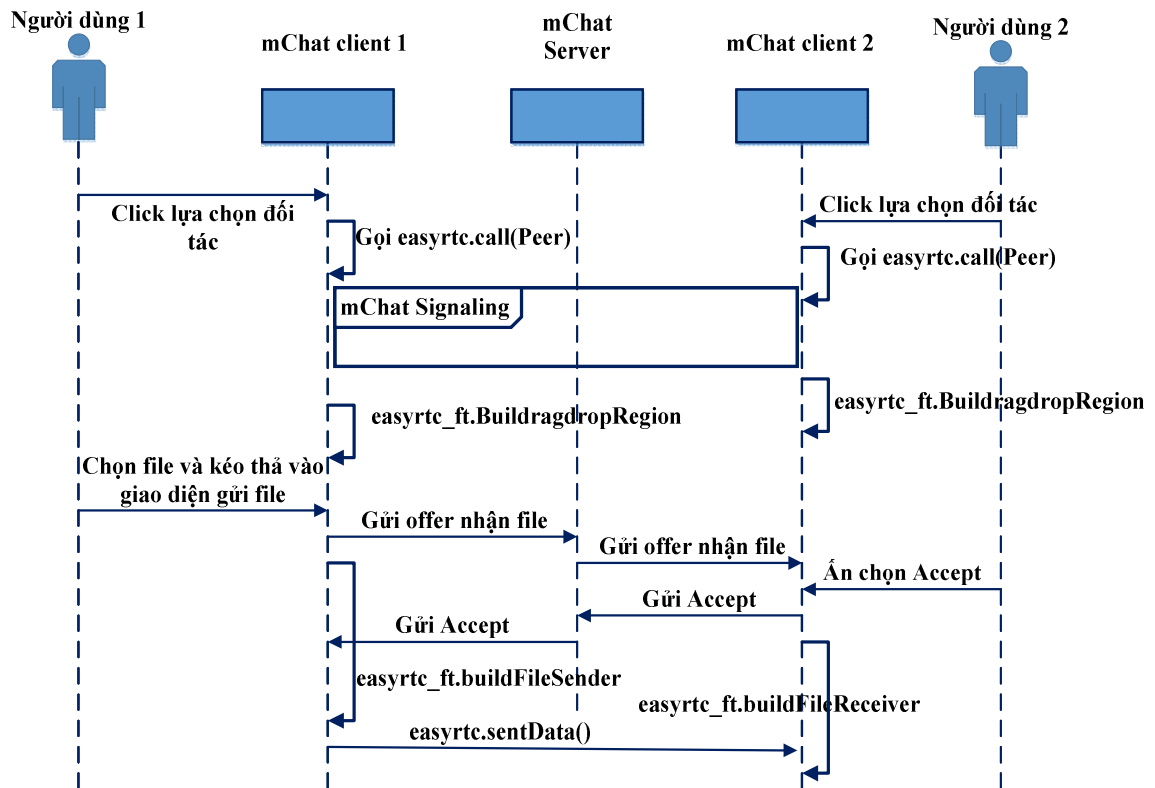 Người dùng 1
mChat client 1
mChat
Server
mChat client 2
Người dùng 2
Click lựa chọn đối
tác
Click lựa chọn đối tác
Gọi easyrtc.call(Peer)
Gọi easyrtc.call(Peer)
mChat Signaling
easyrtc_ft.BuildragdropRegion
easyrtc_ft.BuildragdropRegion
Chọn file và kéo thả vào
giao diện gửi file
Gửi offer nhận file
Gửi offer nhận file
Ấn chọn Accept
Gửi Accept
Gửi Accept
easyrtc_ft.buildFileSender
easyrtc_ft.buildFileReceiver
easyrtc.sentData()